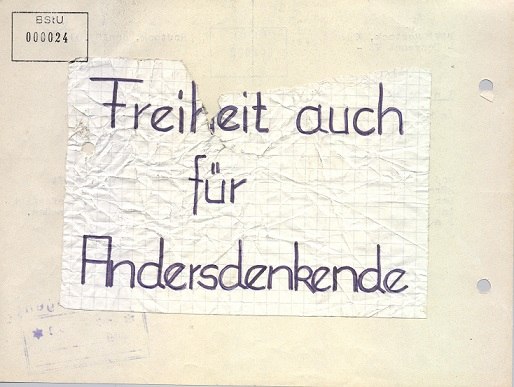 BStU
000024
Freiheit auch
für
Andersdenkende